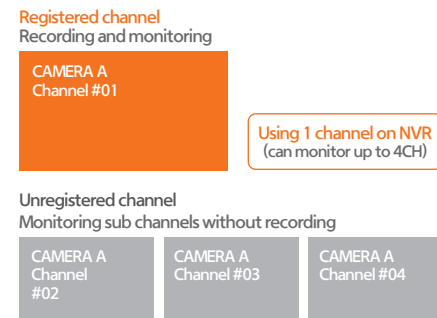 Registered channel
Recording and monitoring
CAMERA A
Channel #01
Using 1 channel on NVR
(can monitor up to 4CH)
Unregistered channel
Monitoring sub channels without recording
CAMERA A
Channel
#02
CAMERA A
Channel #03
CAMERA A
Channel #04